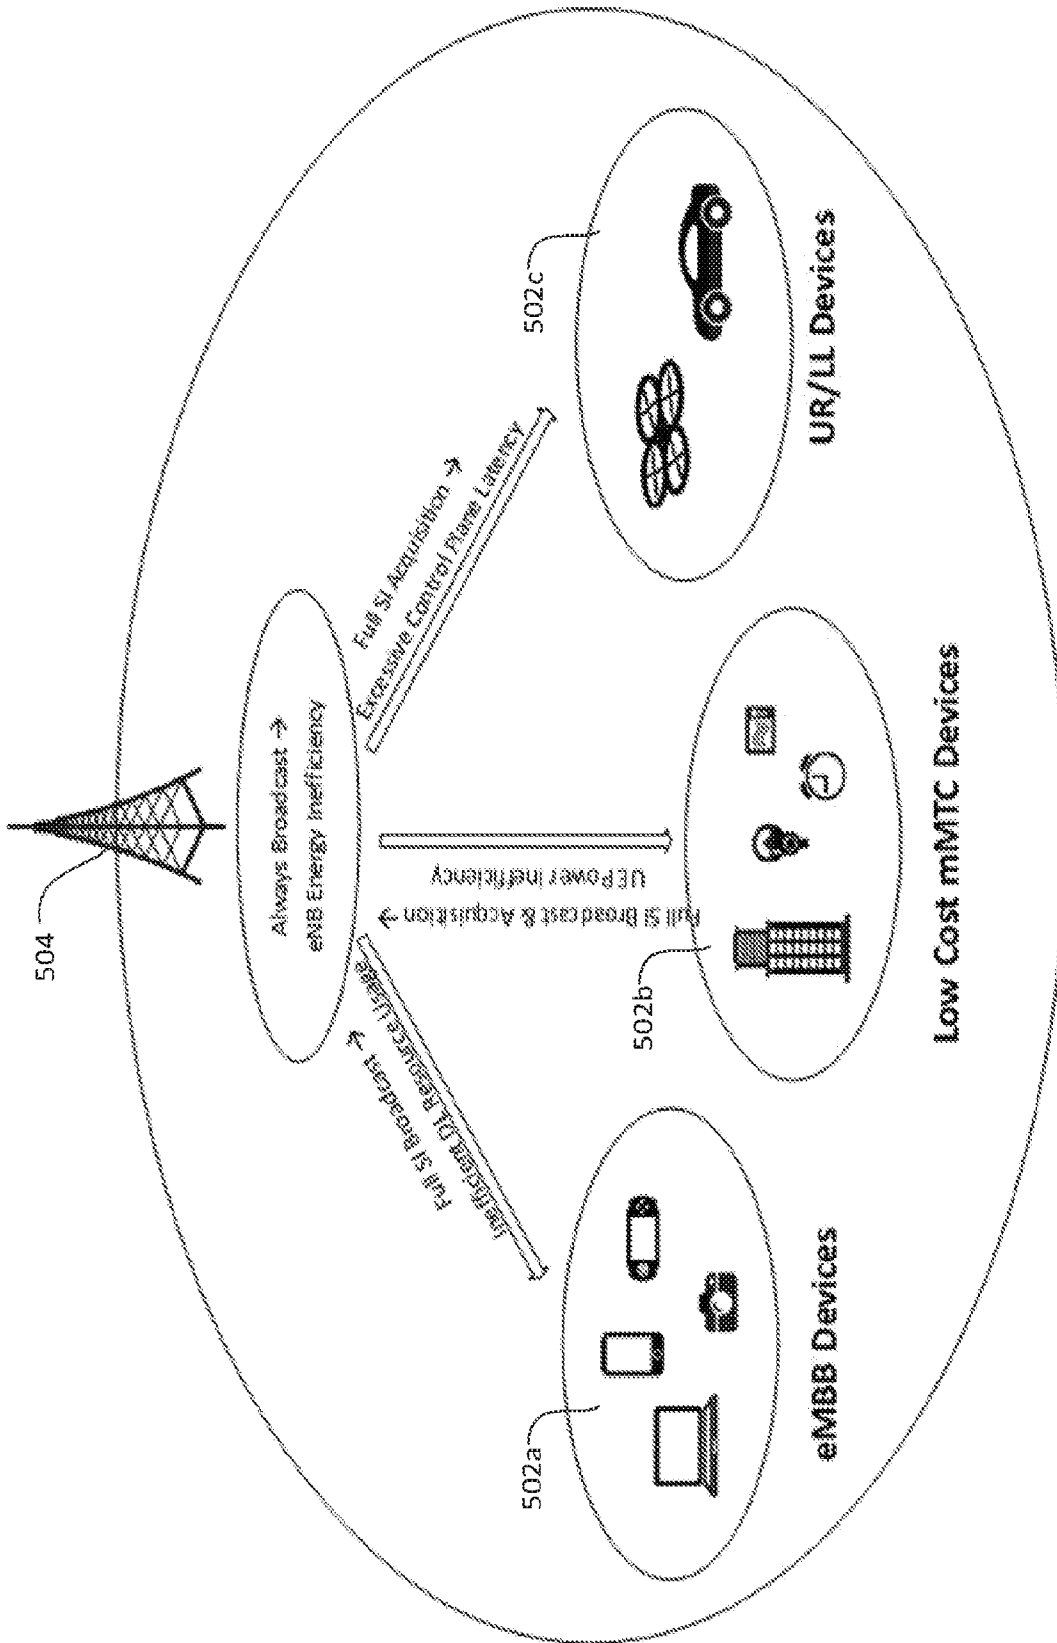 504
Always Broadcast →
eNB Energy Inefficiency
Full SI Broadcast →
Inefficient DL Resource Usage
Full SI Broadcast & Acquisition →
UE Power Inefficiency
Full SI Acquisition →
Excessive Control Plane Latency
502a
502b
502c
eMBB Devices
Low Cost mMTC Devices
UR/LL Devices